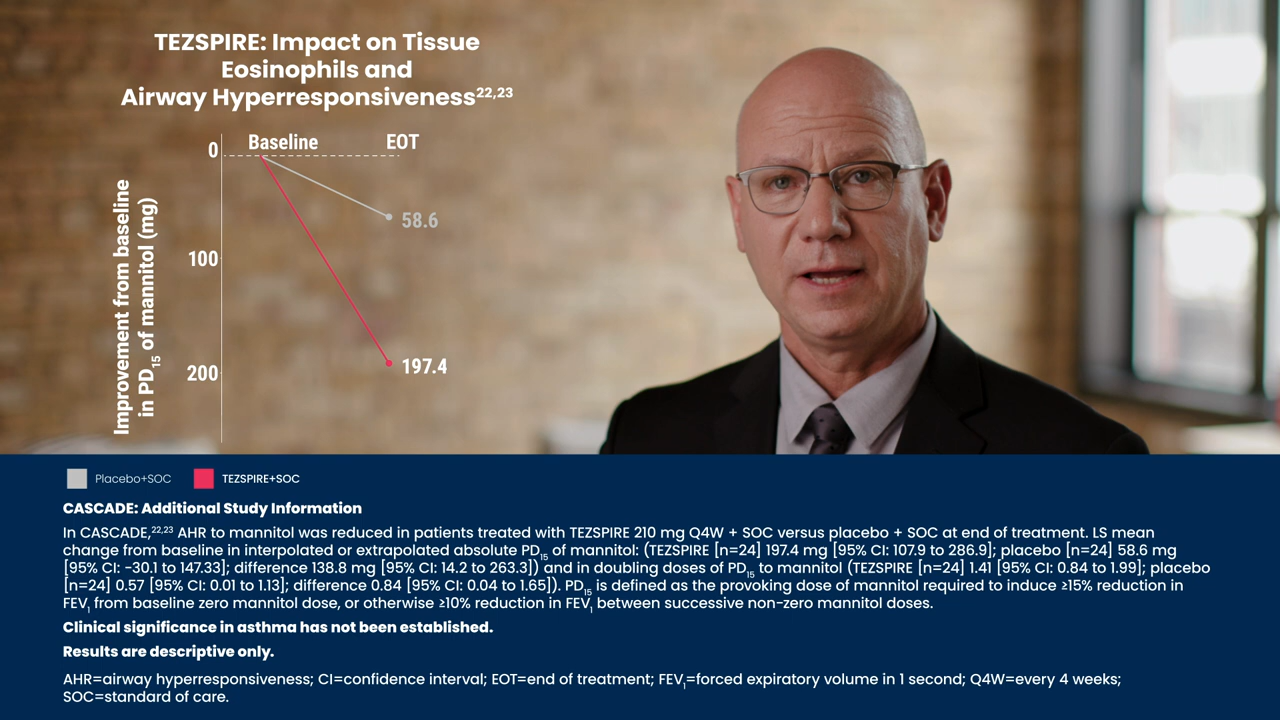 TEZSPIRE: Impact on Tissue
Eosinophils and
Airway Hyperresponsiveness²²,²³
Baseline
EOT
0
58.6
100
197.4
200
Improvement from baseline
in PD₁₅ of mannitol (mg)
Placebo+SOC
TEZSPIRE+SOC
CASCADE: Additional Study Information
In CASCADE,²²,²³ AHR to mannitol was reduced in patients treated with TEZSPIRE 210 mg Q4W + SOC versus placebo + SOC at end of treatment. LS mean
change from baseline in interpolated or extrapolated absolute PD₁₅ of mannitol: (TEZSPIRE [n=24] 197.4 mg [95% CI: 107.9 to 286.9]; placebo [n=24] 58.6 mg
[95% CI: −30.1 to 147.33]; difference 138.8 mg [95% CI: 14.2 to 263.3]) and in doubling doses of PD₁₅ to mannitol (TEZSPIRE [n=24] 1.41 [95% CI: 0.84 to 1.99]; placebo
[n=24] 0.57 [95% CI: 0.01 to 1.13]; difference 0.84 [95% CI: 0.04 to 1.65]). PD₁₅ is defined as the provoking dose of mannitol required to induce ≥15% reduction in
FEV₁ from baseline zero mannitol dose, or otherwise ≥10% reduction in FEV₁ between successive non-zero mannitol doses.
Clinical significance in asthma has not been established.
Results are descriptive only.
AHR=airway hyperresponsiveness; CI=confidence interval; EOT=end of treatment; FEV₁=forced expiratory volume in 1 second; Q4W=every 4 weeks;
SOC=standard of care.